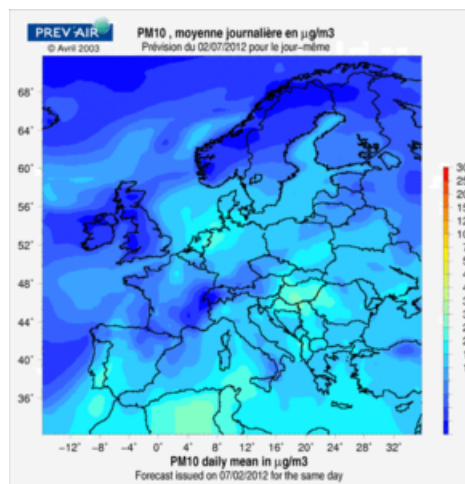 PREV'AIR
© Avril 2003
PM10 , moyenne journalière en µg/m3
Prévision du 02/07/2012 pour le jour–même
68°
64°
60°
56°
52°
48°
44°
40°
36°
−12° −8° −4° 0° 4° 8° 12° 16° 20° 24° 28° 32°
PM10 daily mean in µg/m3
Forecast issued on 07/02/2012 for the same day